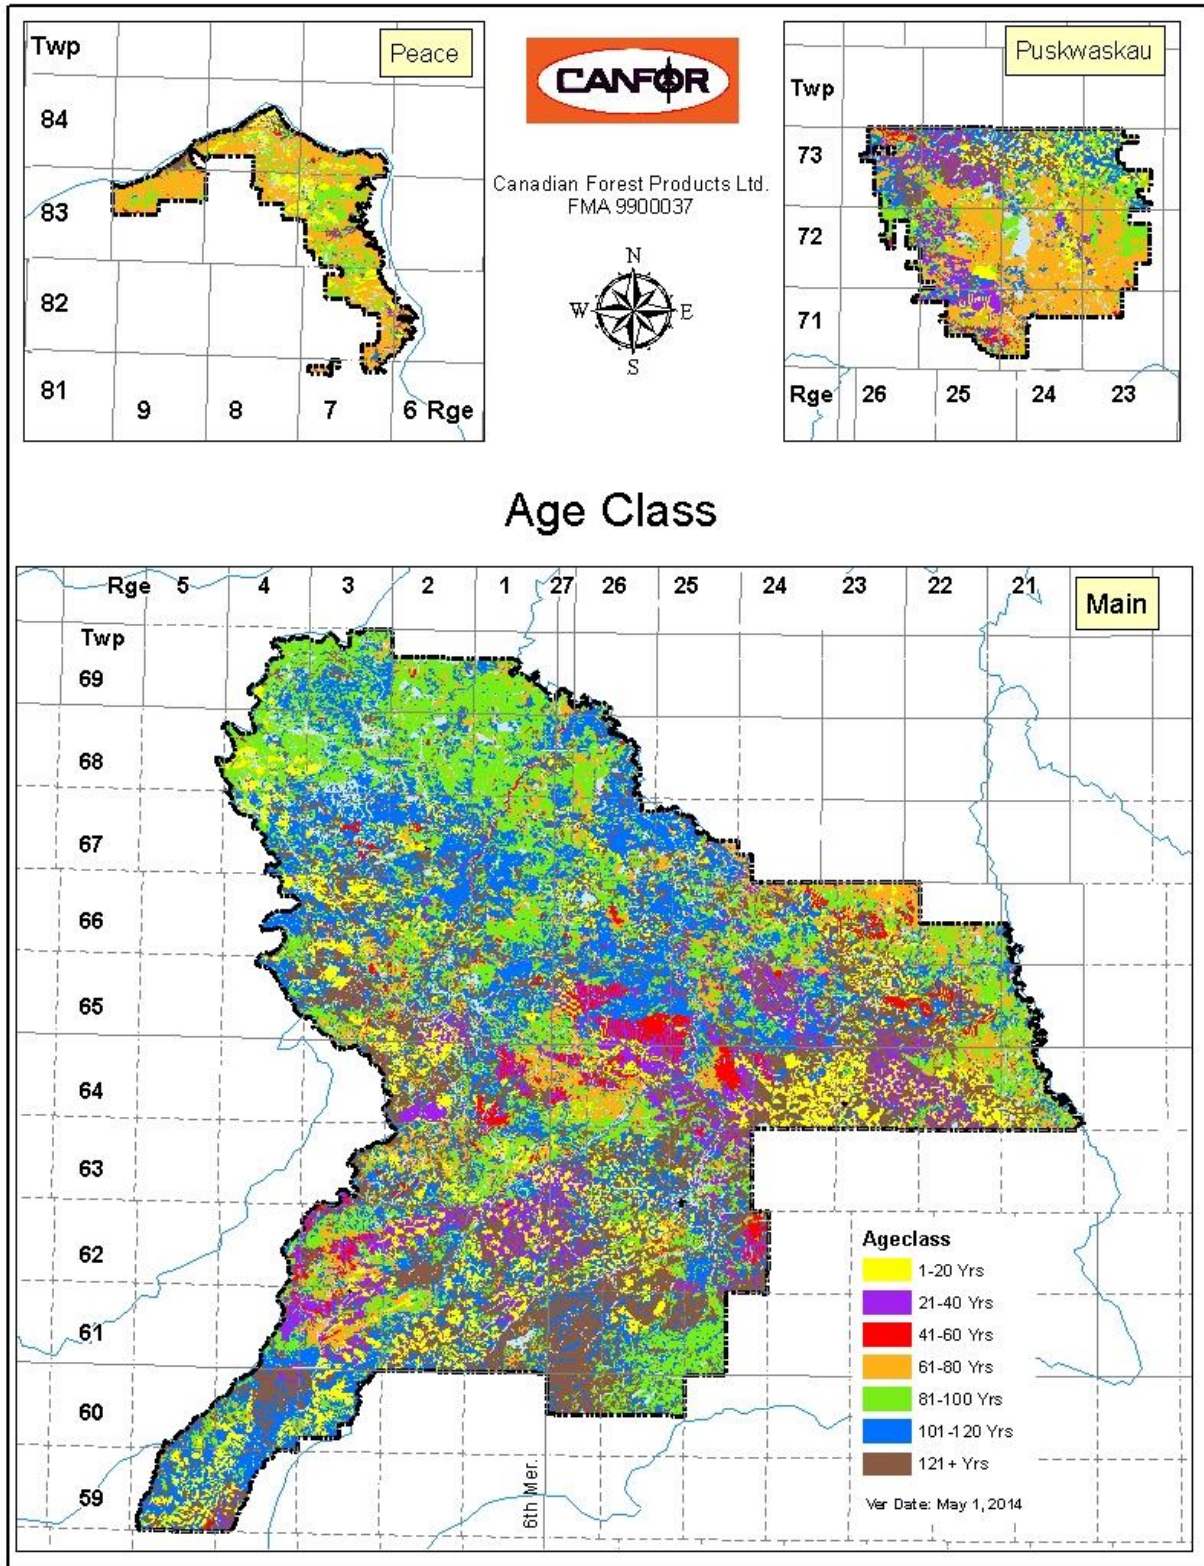 Twp
Peace
84
83
82
81
9 8 7 6 Rge
CANFOR
Canadian Forest Products Ltd.
FMA 9900037
N
W E
S
Puskwaskau
Twp
73
72
71
Rge 26 25 24 23
Age Class
Rge 5 4 3 2 1 27 26 25 24 23 22 21
Main
Twp
69
68
67
66
65
64
63
62
61
60
59
6th Mer.
Ageclass
1-20 Yrs
21-40 Yrs
41-60 Yrs
61-80 Yrs
81-100 Yrs
101-120 Yrs
121+ Yrs
Ver Date: May 1, 2014